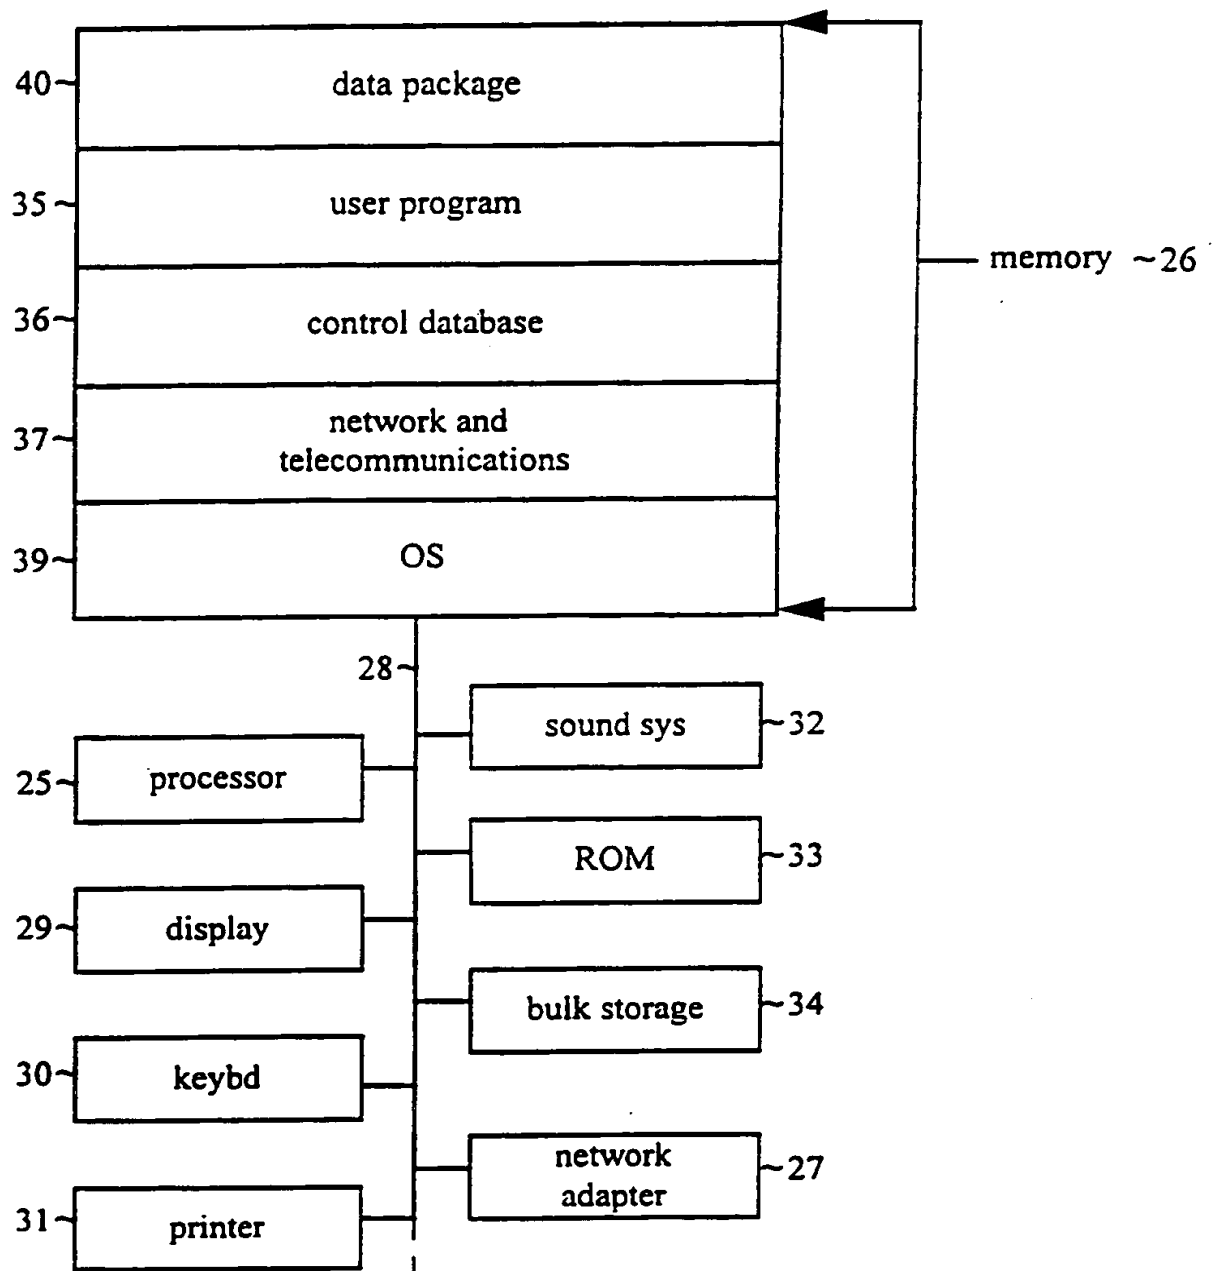 40~
data package
35~
user program
36~
control database
37~
network and
telecommunications
39~
OS
memory ~26
28~
sound sys
~32
25~
processor
ROM
~33
29~
display
bulk storage
~34
30~
keybd
network
adapter
~27
31~
printer